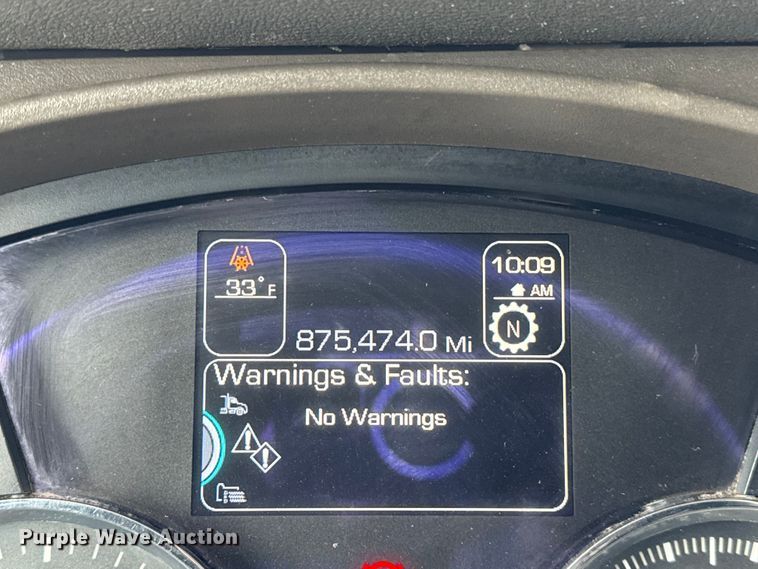 33°F
10:09
AM
N
875,474.0 Mi
Warnings & Faults:
No Warnings
Purple Wave Auction